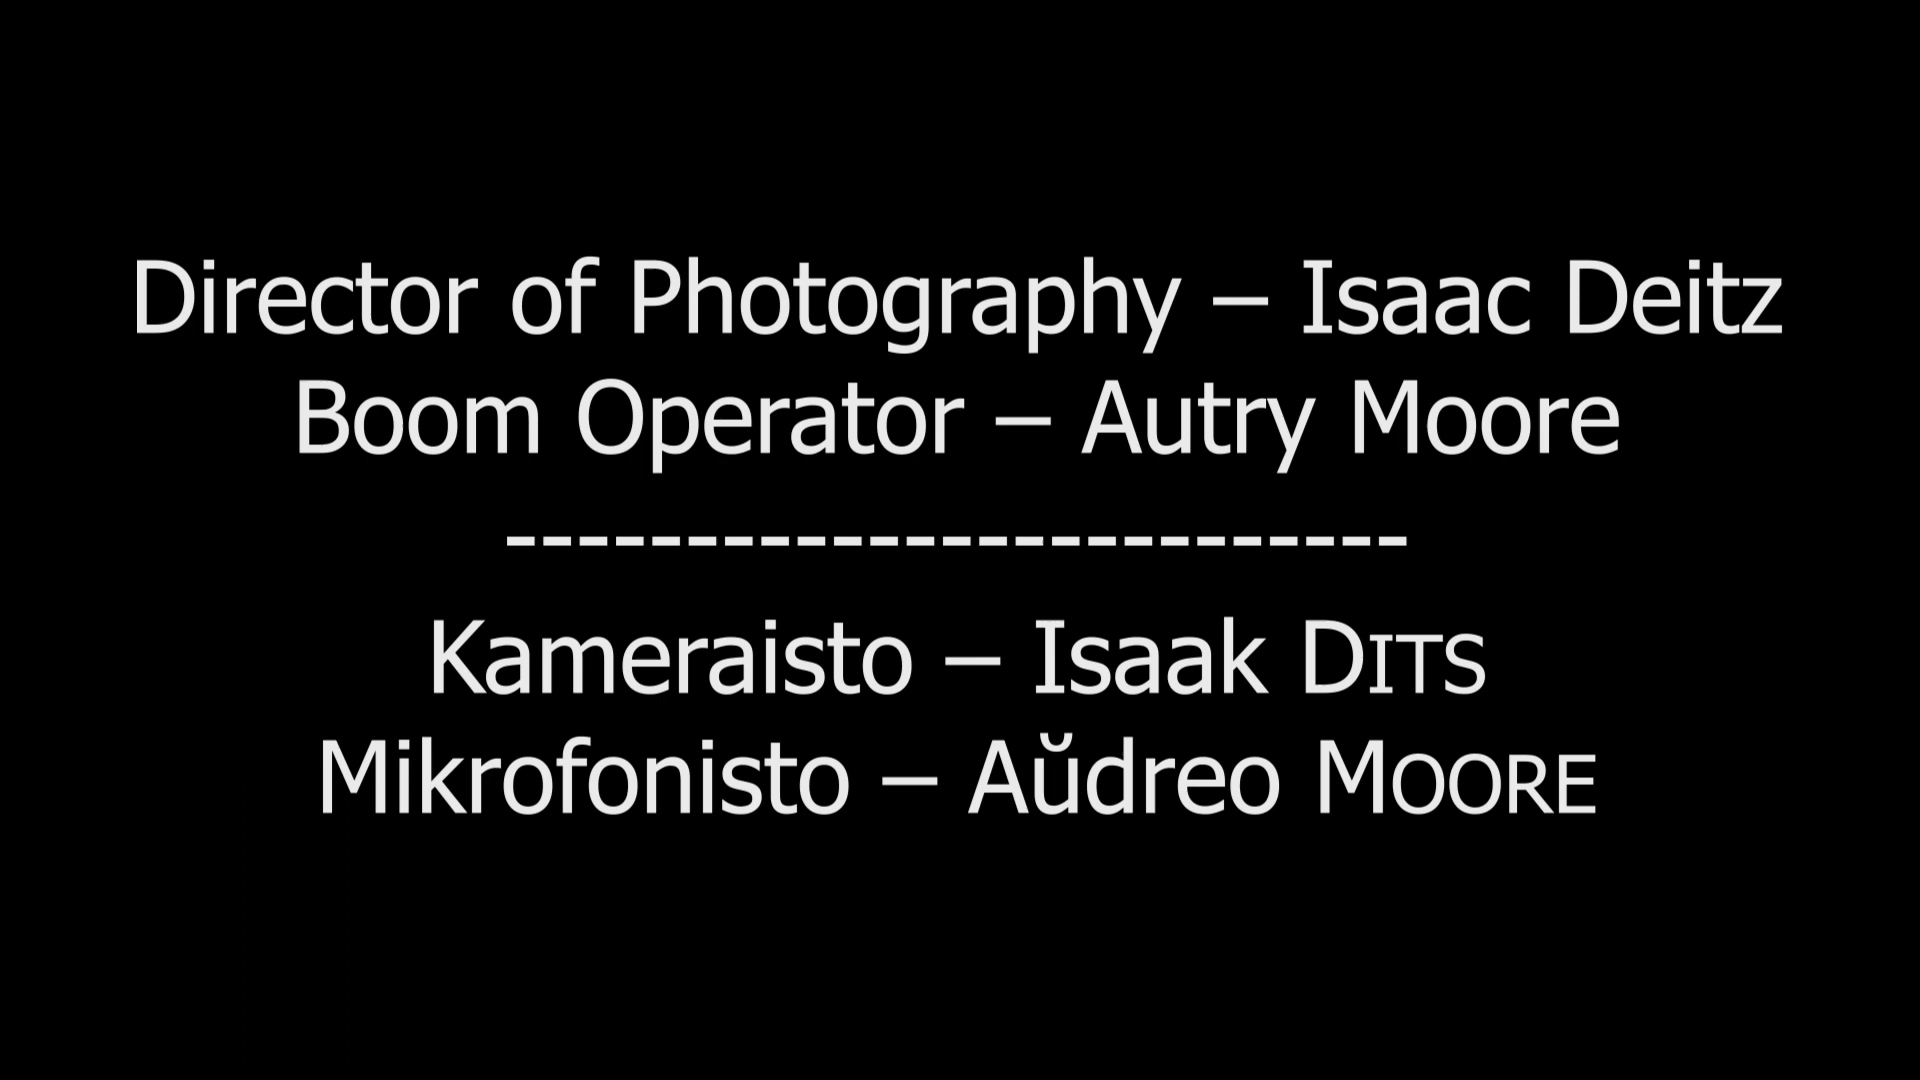 Director of Photography – Isaac Deitz
Boom Operator – Autry Moore
-------------------------
Kameraisto – Isaak DITS
Mikrofonisto – Aŭdreo MOORE